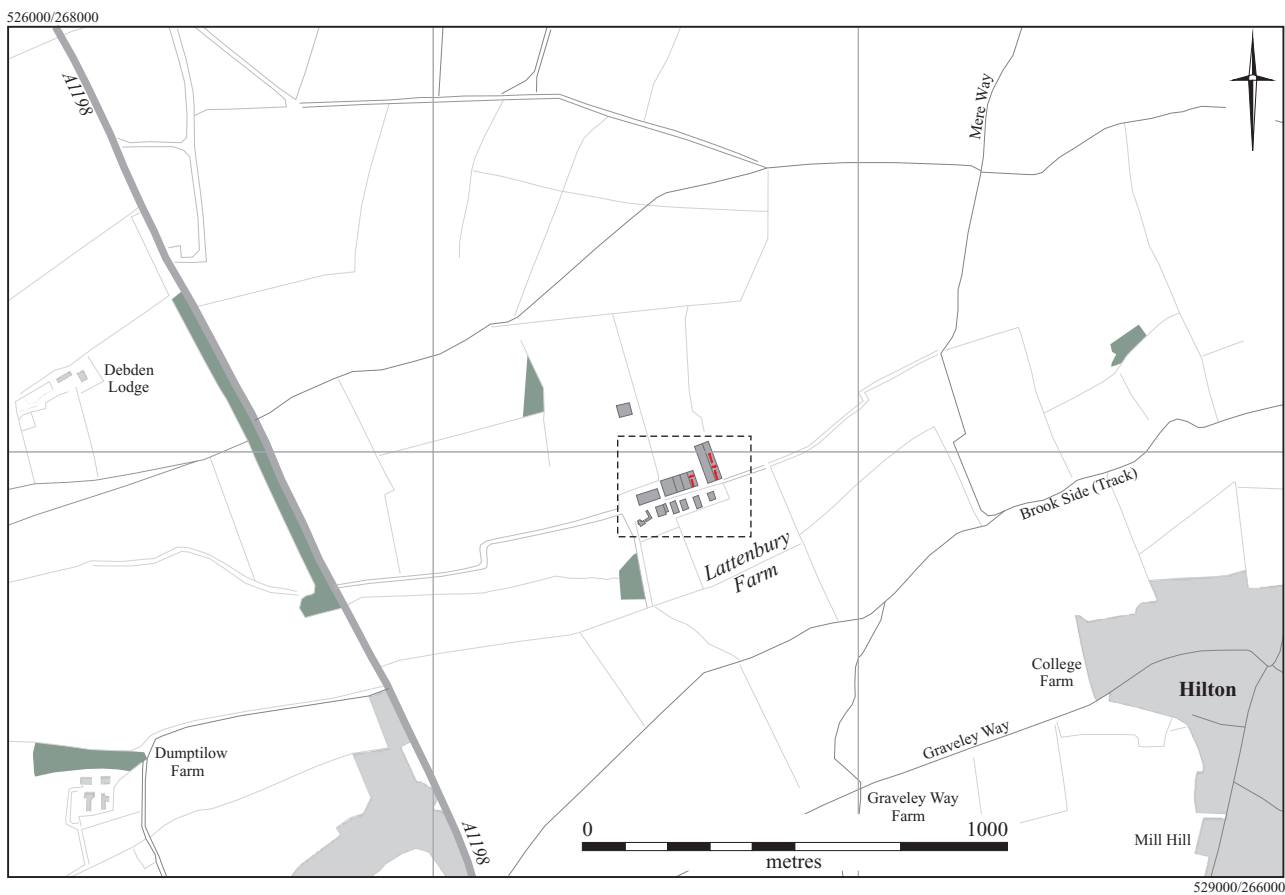 526000/268000
A1198
Mere Way
Debden
Lodge
Brook Side (Track)
Lattenbury
Farm
College
Farm
Hilton
Graveley Way
Dumptilow
Farm
Graveley Way
Farm
0
1000
metres
Mill Hill
A1198
529000/266000